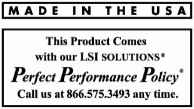 MADE IN THE USA
This Product Comes
with our LSI SOLUTIONS®
Perfect Performance Policy®
Call us at 866.575.3493 any time.